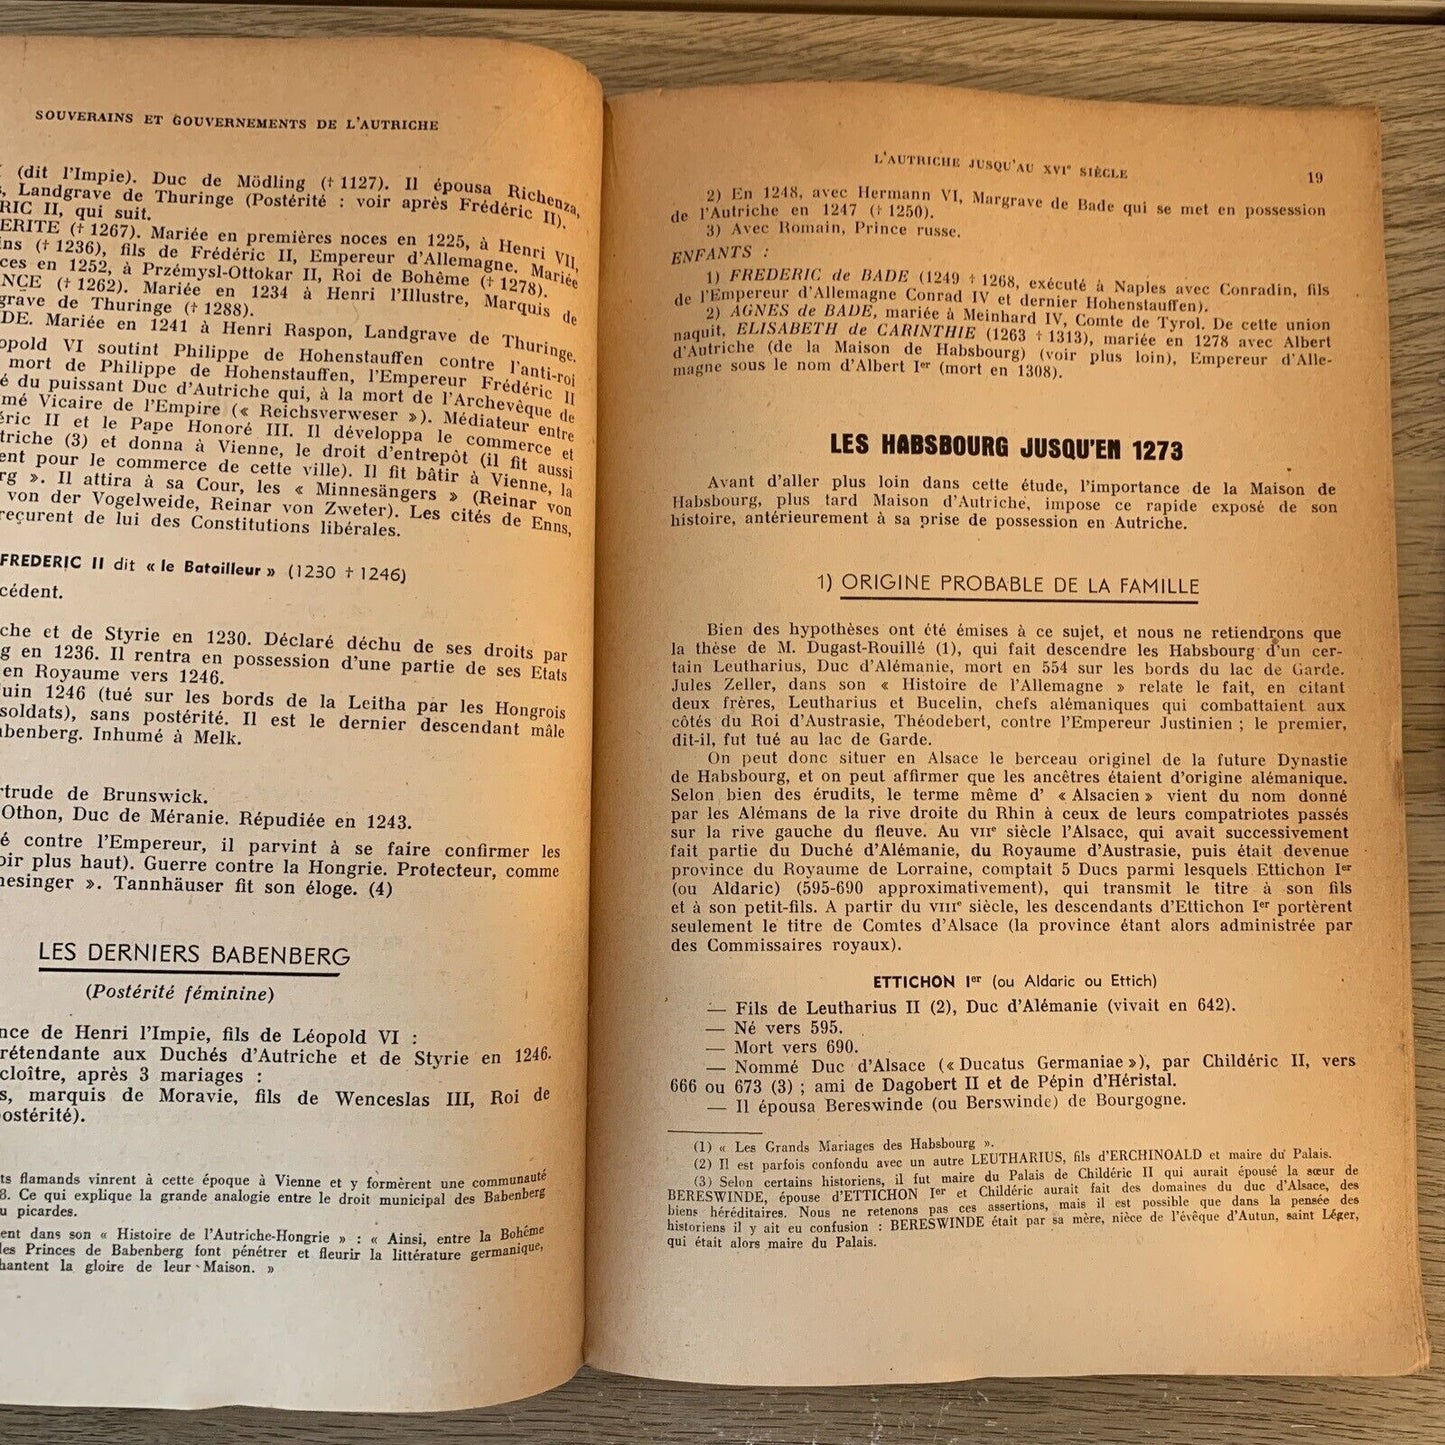 SOUVERAINS ET GOUVERNEMENTS DE L'AUTRICHE
(dit l'Impie). Duc de Mödling († 1127). Il épousa Richenza,
Landgrave de Thuringe (Postérité : voir après Frédéric II).
RIC II, qui suit.
ERITE († 1267). Mariée en premières noces en 1225, à Henri VII,
ins († 1236), fils de Frédéric II, Empereur d'Allemagne. Mariée
ces en 1252, à Przémysl-Ottokar II, Roi de Bohême († 1278).
NCE († 1262). Mariée en 1234 à Henri l'Illustre, Marquis de
grave de Thuringe († 1288).
DE. Mariée en 1241 à Henri Raspon, Landgrave de Thuringe.
opold VI soutint Philippe de Hohenstauffen contre l'anti-roi
mort de Philippe de Hohenstauffen, l'Empereur Frédéric II
é du puissant Duc d'Autriche qui, à la mort de l'Archevêque de
mé Vicaire de l'Empire (« Reichsverweser »). Médiateur entre
éric II et le Pape Honoré III. Il développa le commerce et
triche (3) et donna à Vienne, le droit d'entrepôt (il fit aussi
ent pour le commerce de cette ville). Il fit bâtir à Vienne, la
rg ». Il attira à sa Cour, les « Minnesängers » (Reinar von
von der Vogelweide, Reinar von Zweter). Les cités de Enns,
reçurent de lui des Constitutions libérales.
FREDERIC II dit « le Batailleur » (1230 † 1246)
cédent.
che et de Styrie en 1230. Déclaré déchu de ses droits par
g en 1236. Il rentra en possession d'une partie de ses Etats
en Royaume vers 1246.
uin 1246 (tué sur les bords de la Leitha par les Hongrois
soldats), sans postérité. Il est le dernier descendant mâle
abenberg. Inhumé à Melk.
rtrude de Brunswick.
Othon, Duc de Méranie. Répudiée en 1243.
é contre l'Empereur, il parvint à se faire confirmer les
oir plus haut). Guerre contre la Hongrie. Protecteur, comme
nesinger ». Tannhäuser fit son éloge. (4)
LES DERNIERS BABENBERG
(Postérité féminine)
nce de Henri l'Impie, fils de Léopold VI :
rétendante aux Duchés d'Autriche et de Styrie en 1246.
cloître, après 3 mariages :
s, marquis de Moravie, fils de Wenceslas III, Roi de
ostérité).
ts flamands vinrent à cette époque à Vienne et y formèrent une communauté
8. Ce qui explique la grande analogie entre le droit municipal des Babenberg
u picardes.
ent dans son « Histoire de l'Autriche-Hongrie » : « Ainsi, entre la Bohême
les Princes de Babenberg font pénétrer et fleurir la littérature germanique,
hantent la gloire de leur Maison. »
L'AUTRICHE JUSQU'AU XVIe SIÈCLE
19
2) En 1248, avec Hermann VI, Margrave de Bade qui se met en possession
de l'Autriche en 1247 († 1250).
3) Avec Romain, Prince russe.
ENFANTS :
1) FREDERIC de BADE (1249 † 1268, exécuté à Naples avec Conradin, fils
de l'Empereur d'Allemagne Conrad IV et dernier Hohenstauffen).
2) AGNES de BADE, mariée à Meinhard IV, Comte de Tyrol. De cette union
naquit, ELISABETH de CARINTHIE (1263 † 1313), mariée en 1278 avec Albert
d'Autriche (de la Maison de Habsbourg) (voir plus loin), Empereur d'Alle-
magne sous le nom d'Albert Ier (mort en 1308).
LES HABSBOURG JUSQU'EN 1273
Avant d'aller plus loin dans cette étude, l'importance de la Maison de
Habsbourg, plus tard Maison d'Autriche, impose ce rapide exposé de son
histoire, antérieurement à sa prise de possession en Autriche.
1) ORIGINE PROBABLE DE LA FAMILLE
Bien des hypothèses ont été émises à ce sujet, et nous ne retiendrons que
la thèse de M. Dugast-Rouillé (1), qui fait descendre les Habsbourg d'un cer-
tain Leutharius, Duc d'Alémanie, mort en 554 sur les bords du lac de Garde.
Jules Zeller, dans son « Histoire de l'Allemagne » relate le fait, en citant
deux frères, Leutharius et Bucelin, chefs alémaniques qui combattaient aux
côtés du Roi d'Austrasie, Théodebert, contre l'Empereur Justinien ; le premier,
dit-il, fut tué au lac de Garde.
On peut donc situer en Alsace le berceau originel de la future Dynastie
de Habsbourg, et on peut affirmer que les ancêtres étaient d'origine alémanique.
Selon bien des érudits, le terme même d' « Alsacien » vient du nom donné
par les Alémans de la rive droite du Rhin à ceux de leurs compatriotes passés
sur la rive gauche du fleuve. Au VIIe siècle l'Alsace, qui avait successivement
fait partie du Duché d'Alémanie, du Royaume d'Austrasie, puis était devenue
province du Royaume de Lorraine, comptait 5 Ducs parmi lesquels Ettichon Ier
(ou Aldaric) (595-690 approximativement), qui transmit le titre à son fils
et à son petit-fils. A partir du VIIIe siècle, les descendants d'Ettichon Ier portèrent
seulement le titre de Comtes d'Alsace (la province étant alors administrée par
des Commissaires royaux).
ETTICHON Ier (ou Aldaric ou Ettich)
— Fils de Leutharius II (2), Duc d'Alémanie (vivait en 642).
— Né vers 595.
— Mort vers 690.
— Nommé Duc d'Alsace (« Ducatus Germaniae »), par Childéric II, vers
666 ou 673 (3) ; ami de Dagobert II et de Pépin d'Héristal.
— Il épousa Bereswinde (ou Berswinde) de Bourgogne.
(1) « Les Grands Mariages des Habsbourg ».
(2) Il est parfois confondu avec un autre LEUTHARIUS, fils d'ERCHINOALD et maire du Palais.
(3) Selon certains historiens, il fut maire du Palais de Childéric II qui aurait épousé la sœur de
BERESWINDE, épouse d'ETTICHON Ier et Childéric aurait fait des domaines du duc d'Alsace, des
biens héréditaires. Nous ne retenons pas ces assertions, mais il est possible que dans la pensée des
historiens il y ait eu confusion : BERESWINDE était par sa mère, nièce de l'évêque d'Autun, saint Léger,
qui était alors maire du Palais.